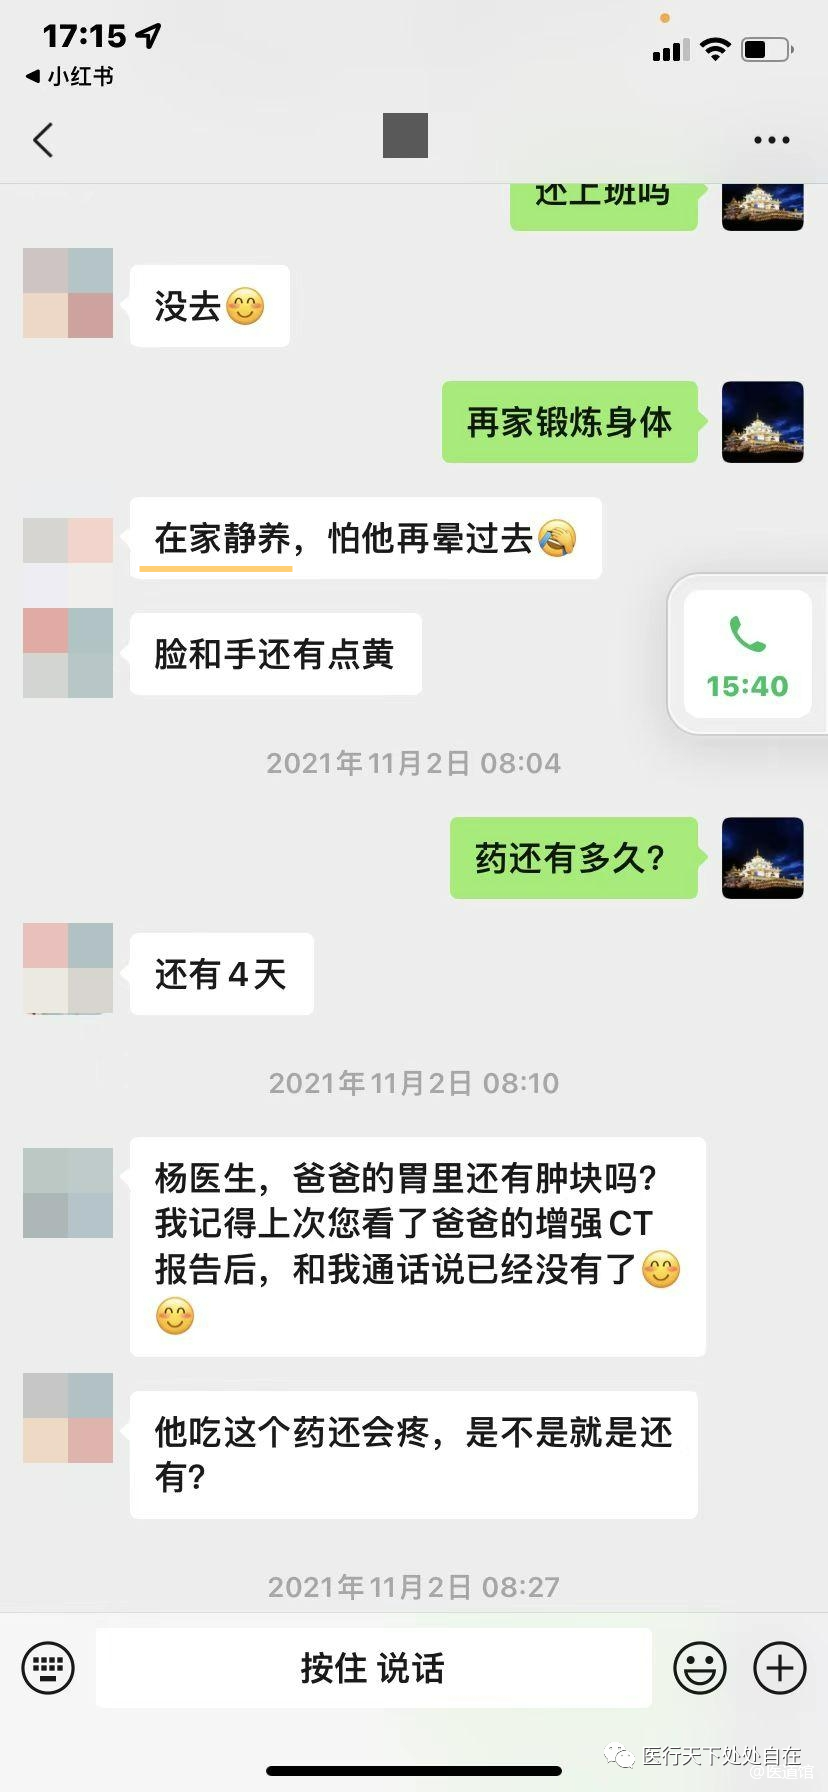 17:15
小红书
还上班吗
没去
再家锻炼身体
在家静养，怕他再晕过去
脸和手还有点黄
15:40
2021年11月2日 08:04
药还有多久？
还有4天
2021年11月2日 08:10
杨医生，爸爸的胃里还有肿块吗？
我记得上次您看了爸爸的增强CT
报告后，和我通话说已经没有了
他吃这个药还会疼，是不是就是还
有？
2021年11月2日 08:27
按住 说话
医行天下处处自在
@医道馆